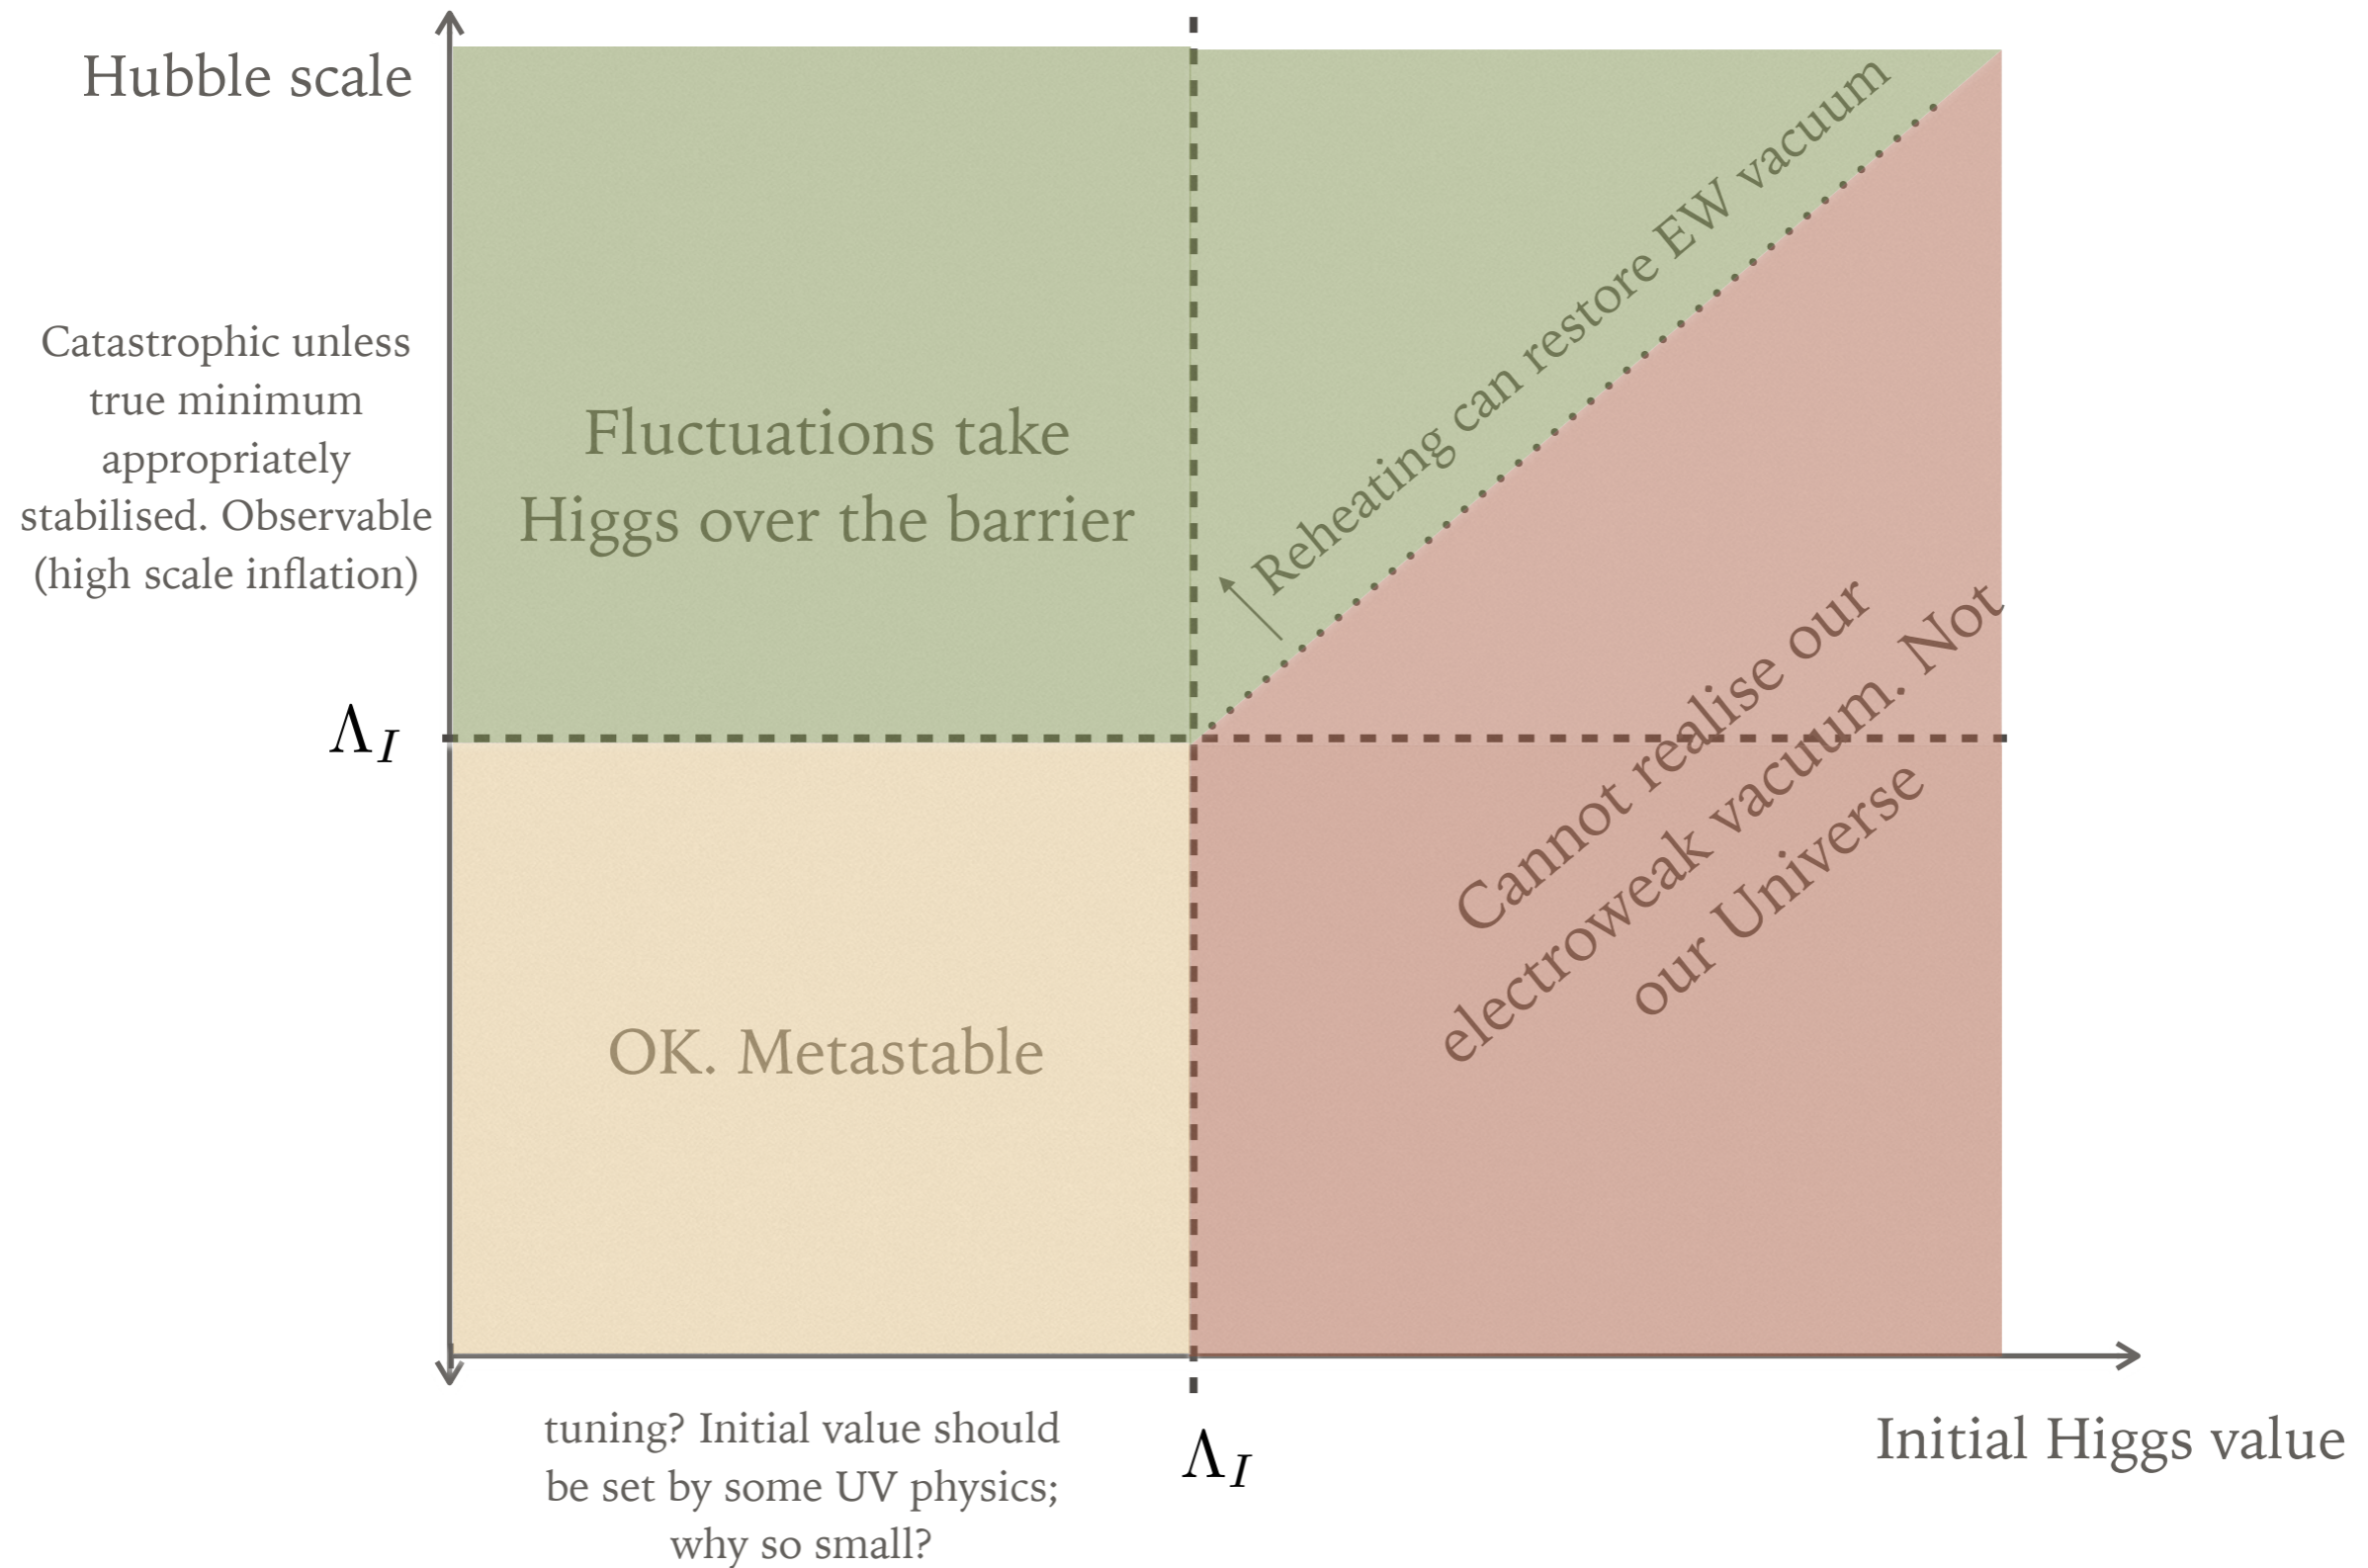 Hubble scale
Catastrophic unless
true minimum
appropriately
stabilised. Observable
(high scale inflation)
Fluctuations take
Higgs over the barrier
Reheating can restore EW vacuum
Λ_I
Cannot realise our
electroweak vacuum. Not
our Universe
OK. Metastable
tuning? Initial value should
be set by some UV physics;
why so small?
Λ_I
Initial Higgs value